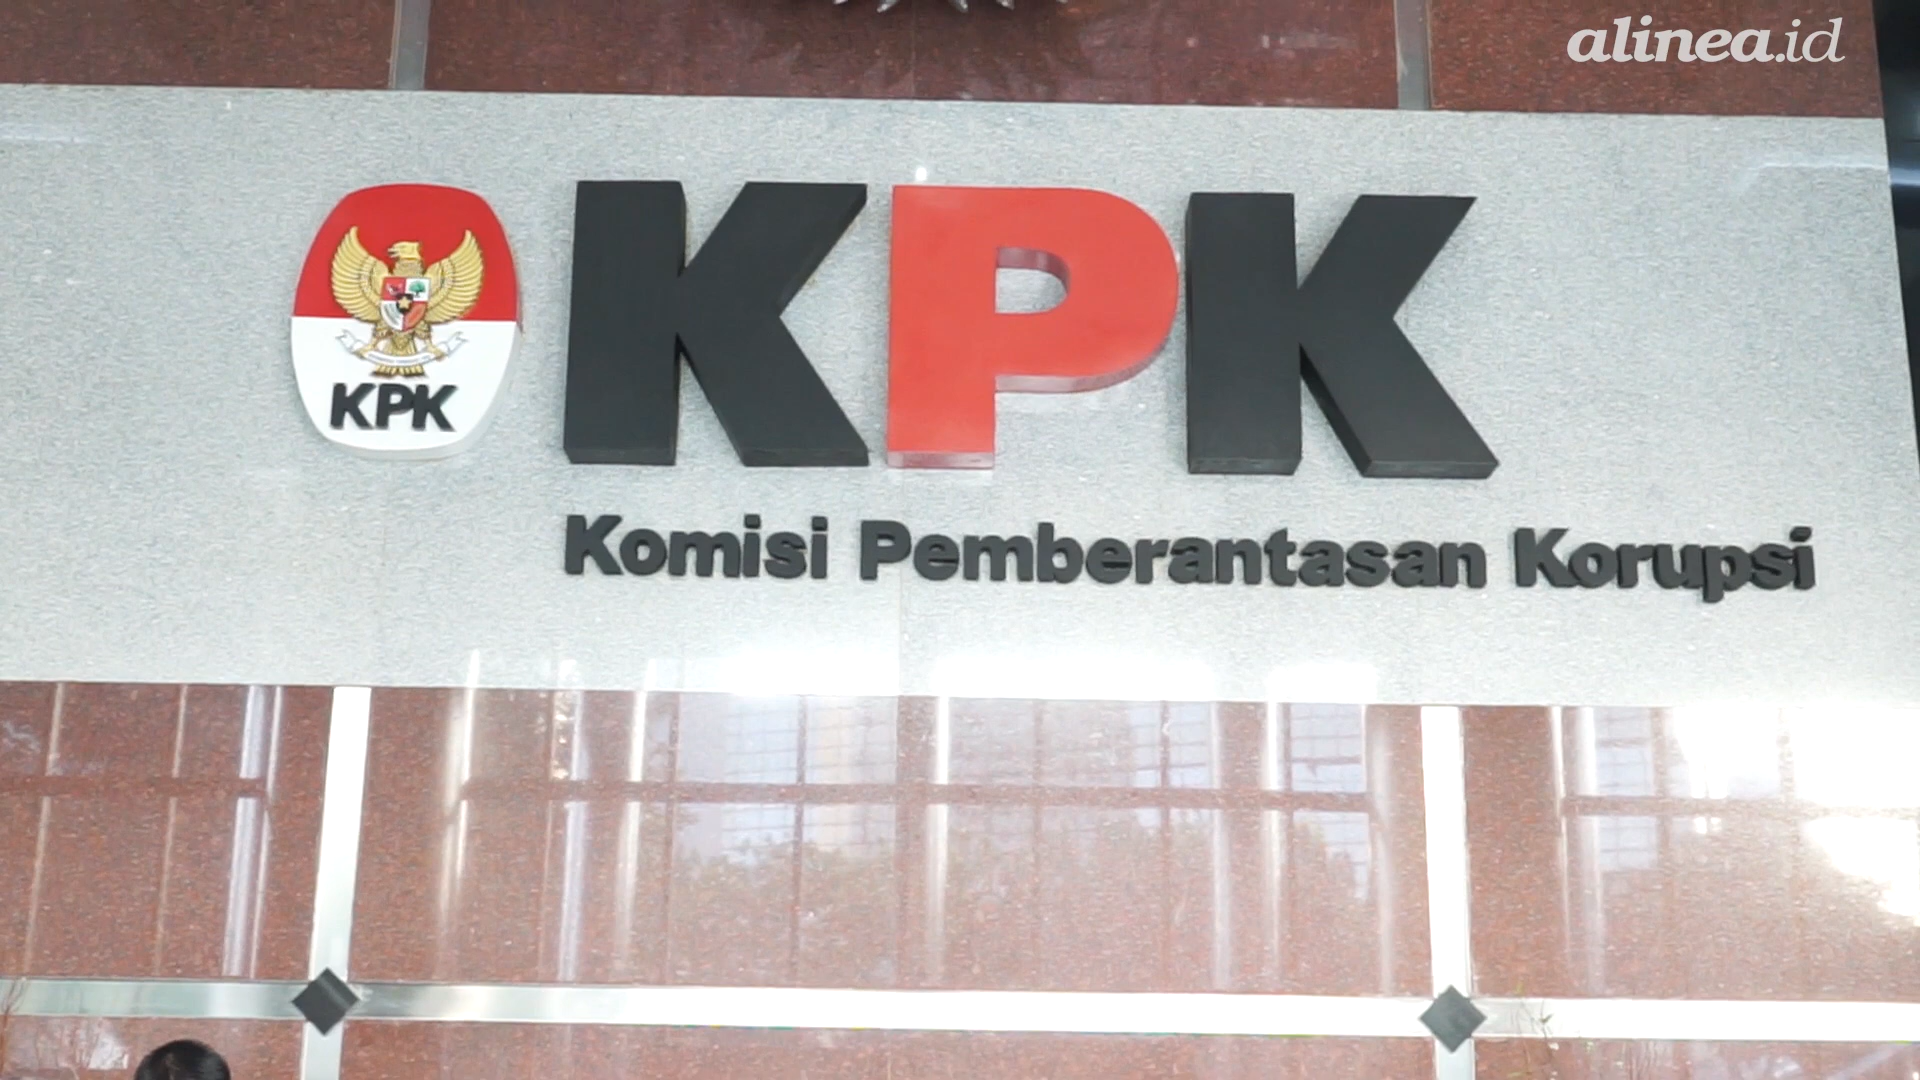 alinea.id
KPK
KPK
Komisi Pemberantasan Korupsi